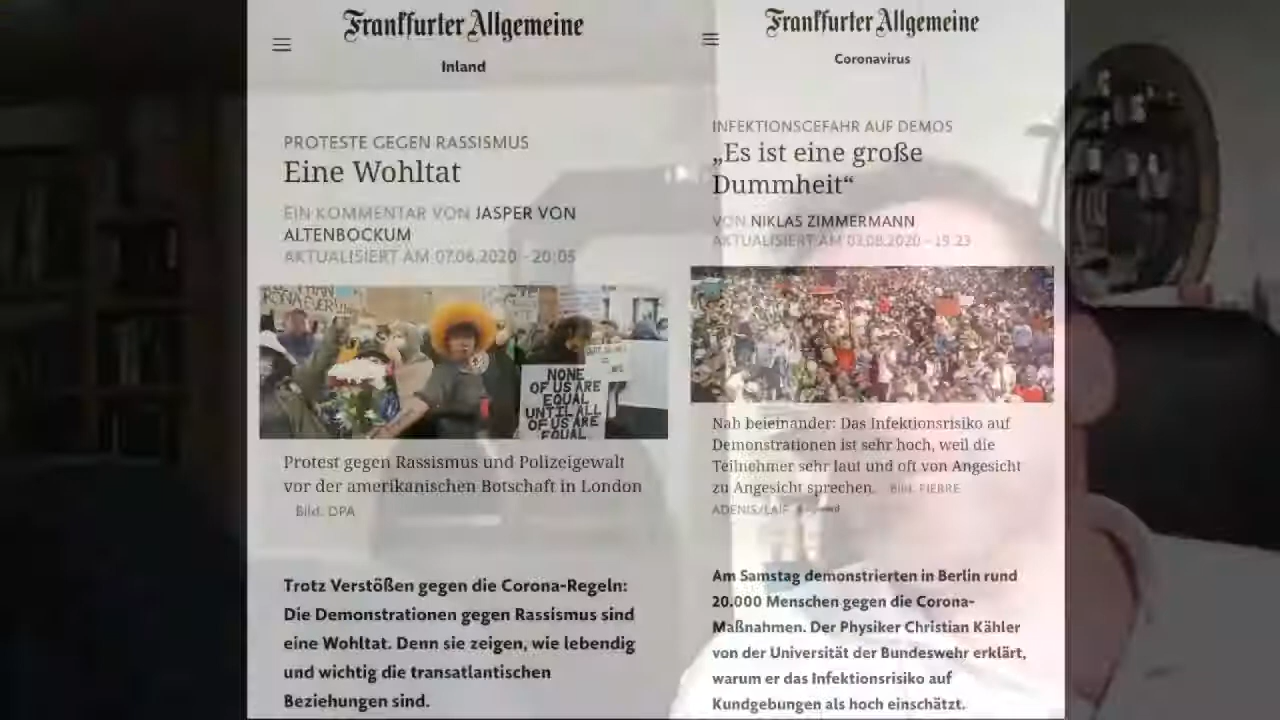 Frankfurter Allgemeine
Inland
PROTESTE GEGEN RASSISMUS
Eine Wohltat
EIN KOMMENTAR VON JASPER VON
ALTENBOCKUM
AKTUALISIERT AM 07.06.2020 - 20:05
NONE
OF US ARE
EQUAL
UNTIL ALL
OF US ARE
EQUAL
Protest gegen Rassismus und Polizeigewalt
vor der amerikanischen Botschaft in London
Bild: DPA
Trotz Verstößen gegen die Corona-Regeln:
Die Demonstrationen gegen Rassismus sind
eine Wohltat. Denn sie zeigen, wie lebendig
und wichtig die transatlantischen
Beziehungen sind.
Frankfurter Allgemeine
Coronavirus
INFEKTIONSGEFAHR AUF DEMOS
„Es ist eine große
Dummheit“
VON NIKLAS ZIMMERMANN
AKTUALISIERT AM 03.08.2020 - 19:23
Nah beieinander: Das Infektionsrisiko auf
Demonstrationen ist sehr hoch, weil die
Teilnehmer sehr laut und oft von Angesicht
zu Angesicht sprechen. Bild: PIERRE
ADENIS/LAIF
Am Samstag demonstrierten in Berlin rund
20.000 Menschen gegen die Corona-
Maßnahmen. Der Physiker Christian Kähler
von der Universität der Bundeswehr erklärt,
warum er das Infektionsrisiko auf
Kundgebungen als hoch einschätzt.